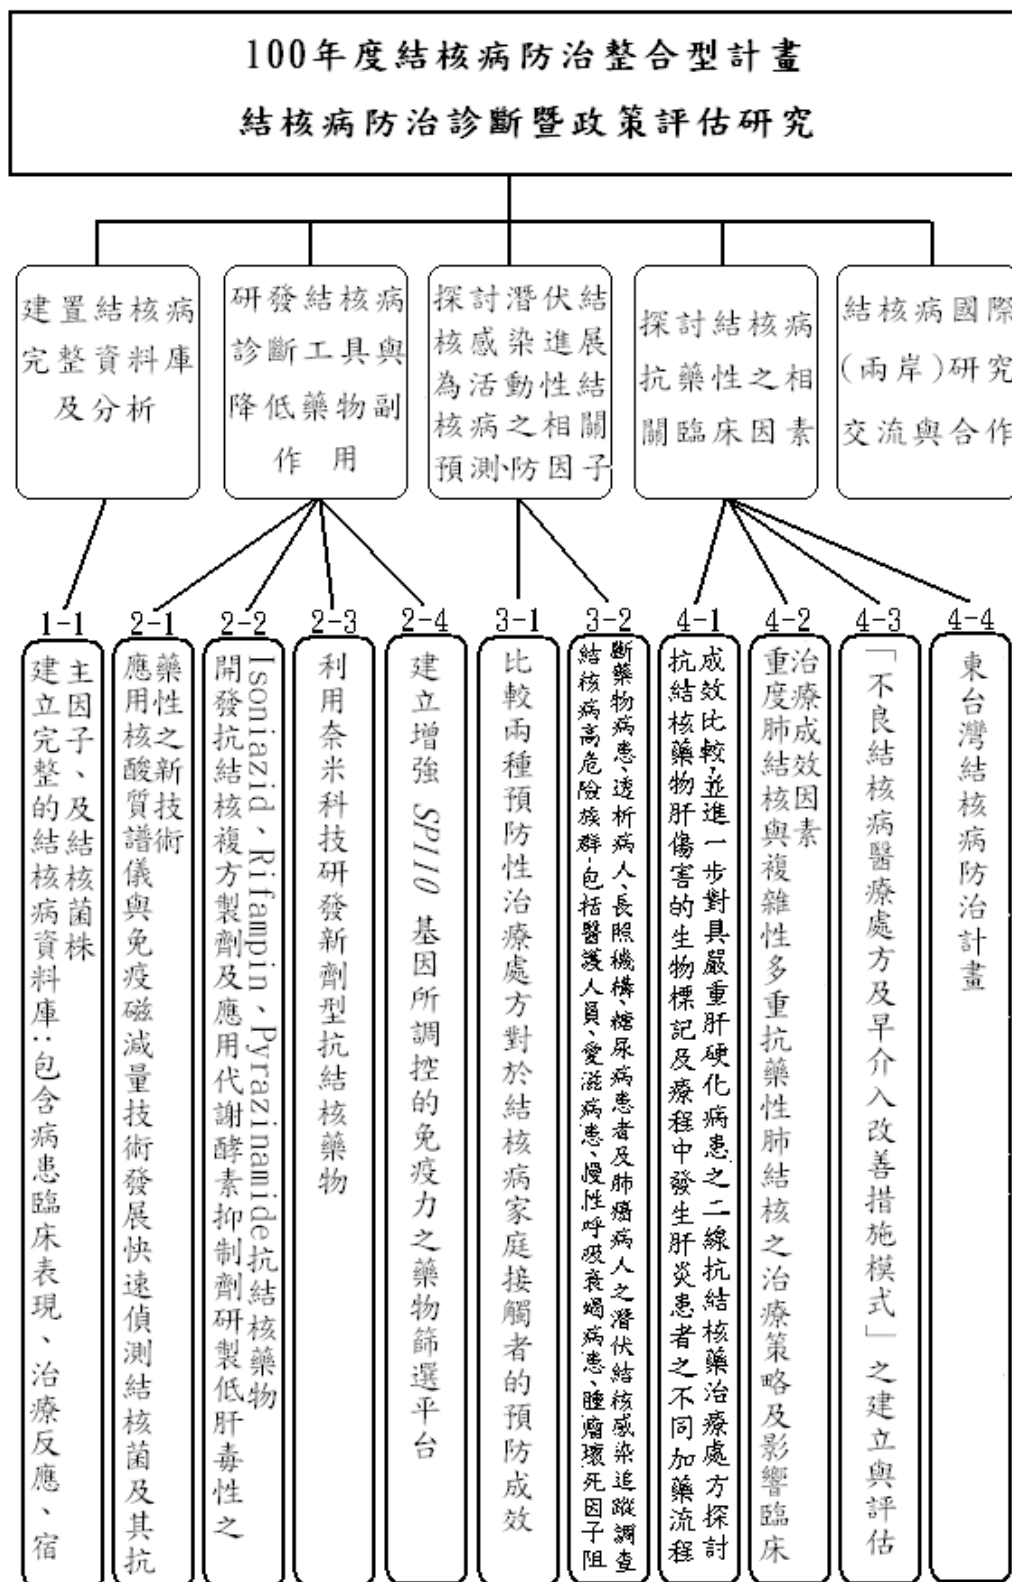 100年度結核病防治整合型計畫
結核病防治診斷暨政策評估研究
建置結核病
完整資料庫
及分析
研發結核病
診斷工具與
降低藥物副
作用
探討潛伏結
核感染進展
為活動性結
核病之相關
預測、防因子
探討結核病
抗藥性之相
關臨床因素
結核病國際
(兩岸)研究
交流與合作
1-1
建立完整的結核病資料庫:包含病患臨床表現、治療反應、宿
主因子、及結核菌株
2-1
應用核酸質譜儀與免疫磁減量技術發展快速偵測結核菌及其抗
藥性之新技術
2-2
開發抗結核複方製劑及應用代謝酵素抑制劑研製低肝毒性之
Isoniazid、Rifampin、Pyrazinamide抗結核藥物
2-3
利用奈米科技研發新劑型抗結核藥物
2-4
建立增強 SP110 基因所調控的免疫力之藥物篩選平台
3-1
比較兩種預防性治療處方對於結核病家庭接觸者的預防成效
3-2
結核病高危險族群-包括醫護人員、愛滋病患、慢性呼吸衰竭病患、腫瘤壞死因子阻
斷藥物病患、透析病人、長照機構、糖尿病患者及肺癌病人之潛伏結核感染追蹤調查
4-1
抗結核藥物肝傷害的生物標記及療程中發生肝炎患者之不同加藥流程
成效比較,並進一步對具嚴重肝硬化病患之二線抗結核藥治療處方探討
4-2
重度肺結核與複雜性多重抗藥性肺結核之治療策略及影響臨床
治療成效因素
4-3
「不良結核病醫療處方及早介入改善措施模式」之建立與評估
4-4
東台灣結核病防治計畫